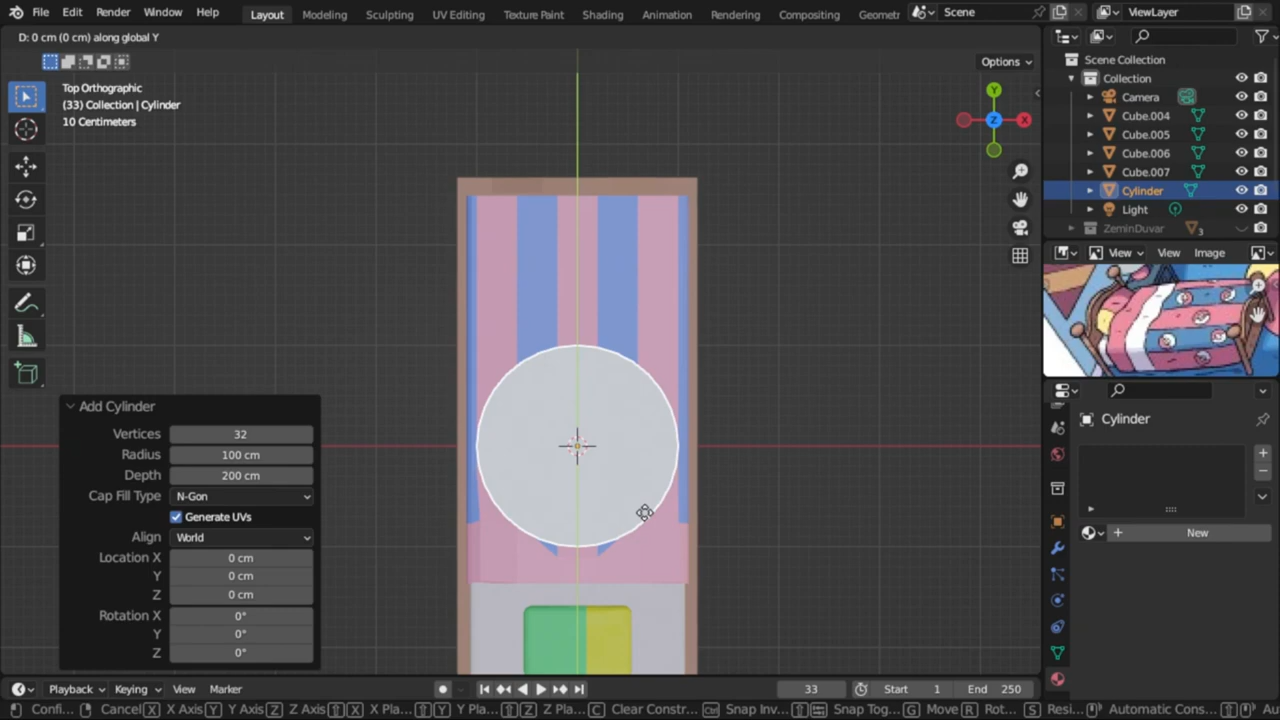 File Edit Render Window Help Layout Modeling Sculpting UV Editing Texture Paint Shading Animation Rendering Compositing Geometr Scene ViewLayer
D: 0 cm (0 cm) along global Y
Options
Top Orthographic
(33) Collection | Cylinder
10 Centimeters
Y
Z
X
Scene Collection
Collection
Camera
Cube.004
Cube.005
Cube.006
Cube.007
Cylinder
Light
ZeminDuvar 3
View View Image
Cylinder
New
Add Cylinder
Vertices 32
Radius 100 cm
Depth 200 cm
Cap Fill Type N-Gon
Generate UVs
Align World
Location X 0 cm
Y 0 cm
Z 0 cm
Rotation X 0°
Y 0°
Z 0°
Playback Keying View Marker 33 Start 1 End 250
Confi... Cancel X X Axis Y Y Axis Z Z Axis X X Pla... Y Y Pla... Z Z Pla... C Clear Constr... Ctrl Snap Inv... Snap Tog... G Move R Rot... S Resi... Automatic Cons... Au